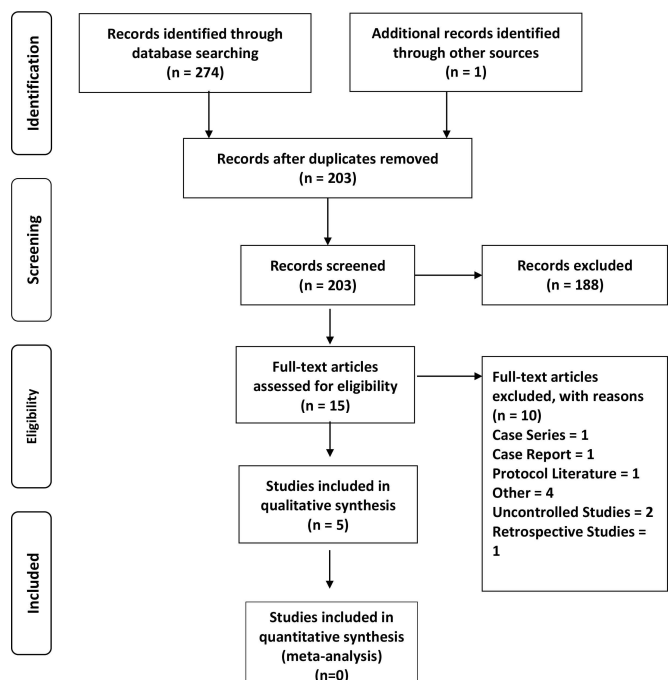 Identification
Records identified through
database searching
(n = 274)
Additional records identified
through other sources
(n = 1)
Records after duplicates removed
(n = 203)
Screening
Records screened
(n = 203)
Records excluded
(n = 188)
Eligibility
Full-text articles
assessed for eligibility
(n = 15)
Full-text articles
excluded, with reasons
(n = 10)
Case Series = 1
Case Report = 1
Protocol Literature = 1
Other = 4
Uncontrolled Studies = 2
Retrospective Studies =
1
Studies included in
qualitative synthesis
(n = 5)
Included
Studies included in
quantitative synthesis
(meta-analysis)
(n=0)